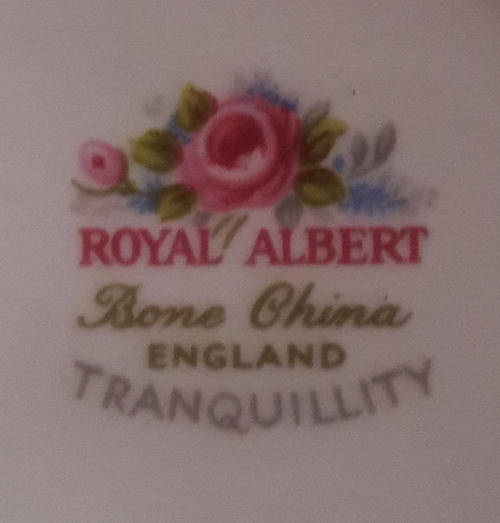 ROYAL ALBERT
Bone China
ENGLAND
TRANQUILLITY